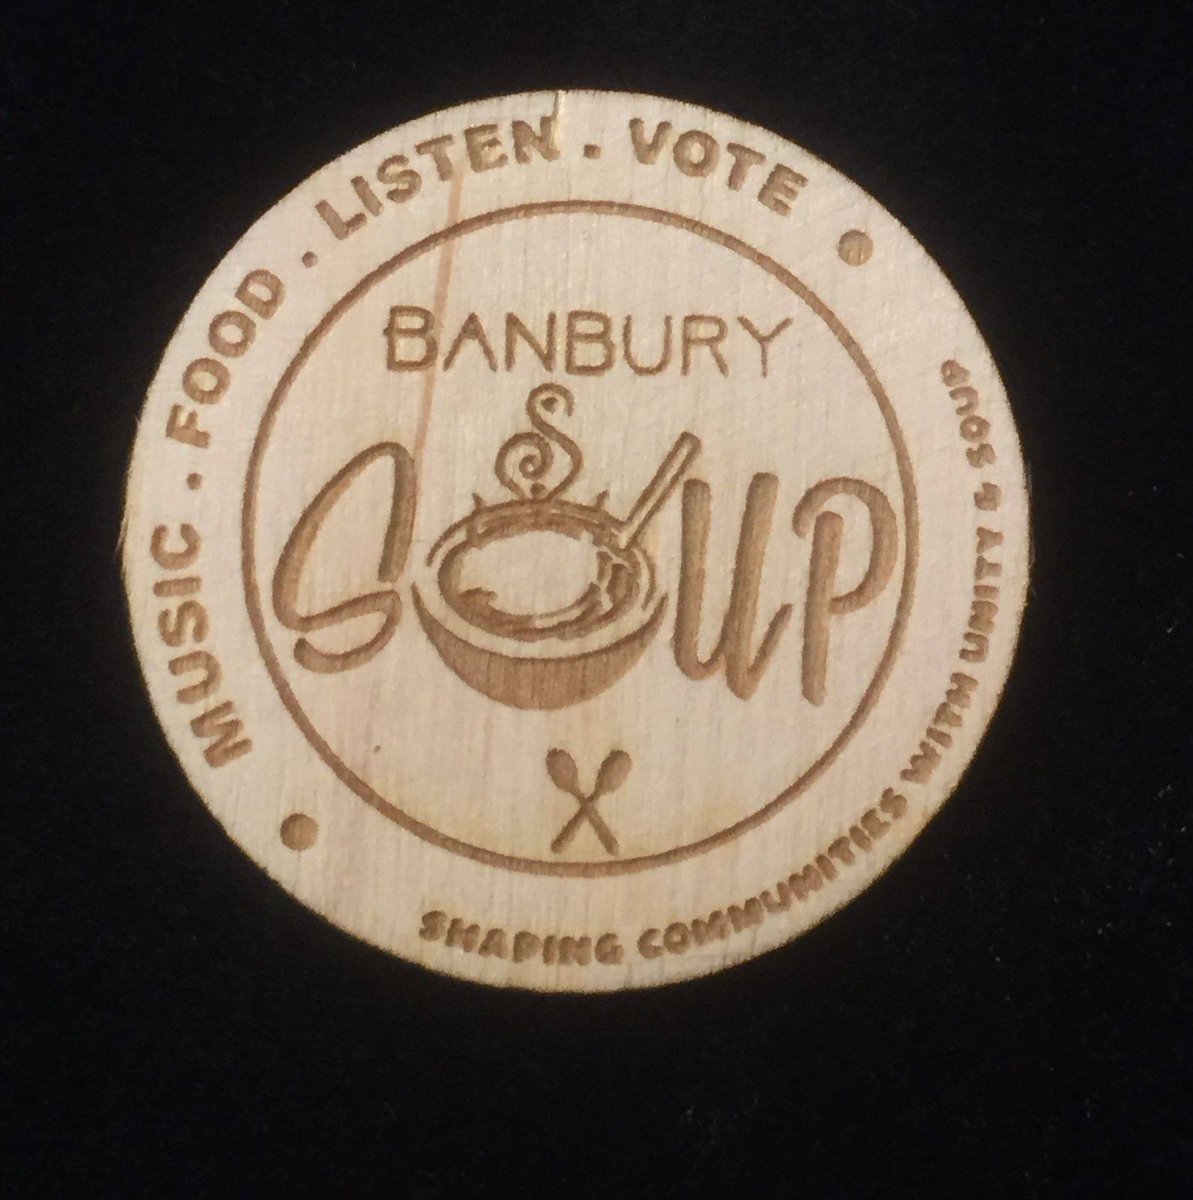 MUSIC . FOOD . LISTEN . VOTE
BANBURY
SOUP
SHAPING COMMUNITIES WITH UNITY & SOUP